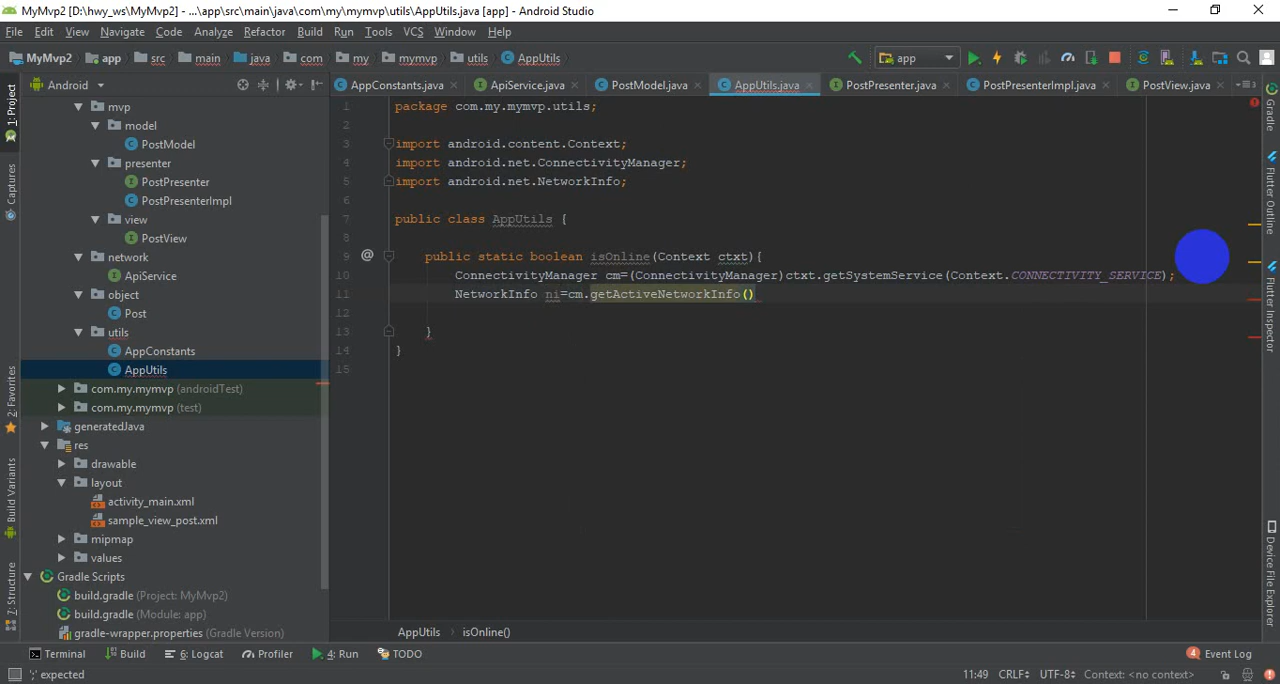 MyMvp2 [D:\hwy_ws\MyMvp2] - ...\app\src\main\java\com\my\mymvp\utils\AppUtils.java [app] - Android Studio
File Edit View Navigate Code Analyze Refactor Build Run Tools VCS Window Help
MyMvp2 app src main java com my mymvp utils AppUtils app
Android AppConstants.java ApiService.java PostModel.java AppUtils.java PostPresenter.java PostPresenterImpl.java PostView.java
1: Project
Captures
2: Favorites
Build Variants
7: Structure
mvp
model
PostModel
presenter
PostPresenter
PostPresenterImpl
view
PostView
network
ApiService
object
Post
utils
AppConstants
AppUtils
com.my.mymvp (androidTest)
com.my.mymvp (test)
generatedJava
res
drawable
layout
activity_main.xml
sample_view_post.xml
mipmap
values
Gradle Scripts
build.gradle (Project: MyMvp2)
build.gradle (Module: app)
gradle-wrapper.properties (Gradle Version)
1 package com.my.mymvp.utils;
2
3 import android.content.Context;
4 import android.net.ConnectivityManager;
5 import android.net.NetworkInfo;
6
7 public class AppUtils {
8
9 @ public static boolean isOnline(Context ctxt){
10 ConnectivityManager cm=(ConnectivityManager)ctxt.getSystemService(Context.CONNECTIVITY_SERVICE);
11 NetworkInfo ni=cm.getActiveNetworkInfo()
12
13 }
14 }
15
Gradle
Flutter Outline
Flutter Inspector
Device File Explorer
AppUtils isOnline()
Terminal Build 6: Logcat Profiler 4: Run TODO 4 Event Log
';' expected 11:49 CRLF UTF-8 Context: <no context>